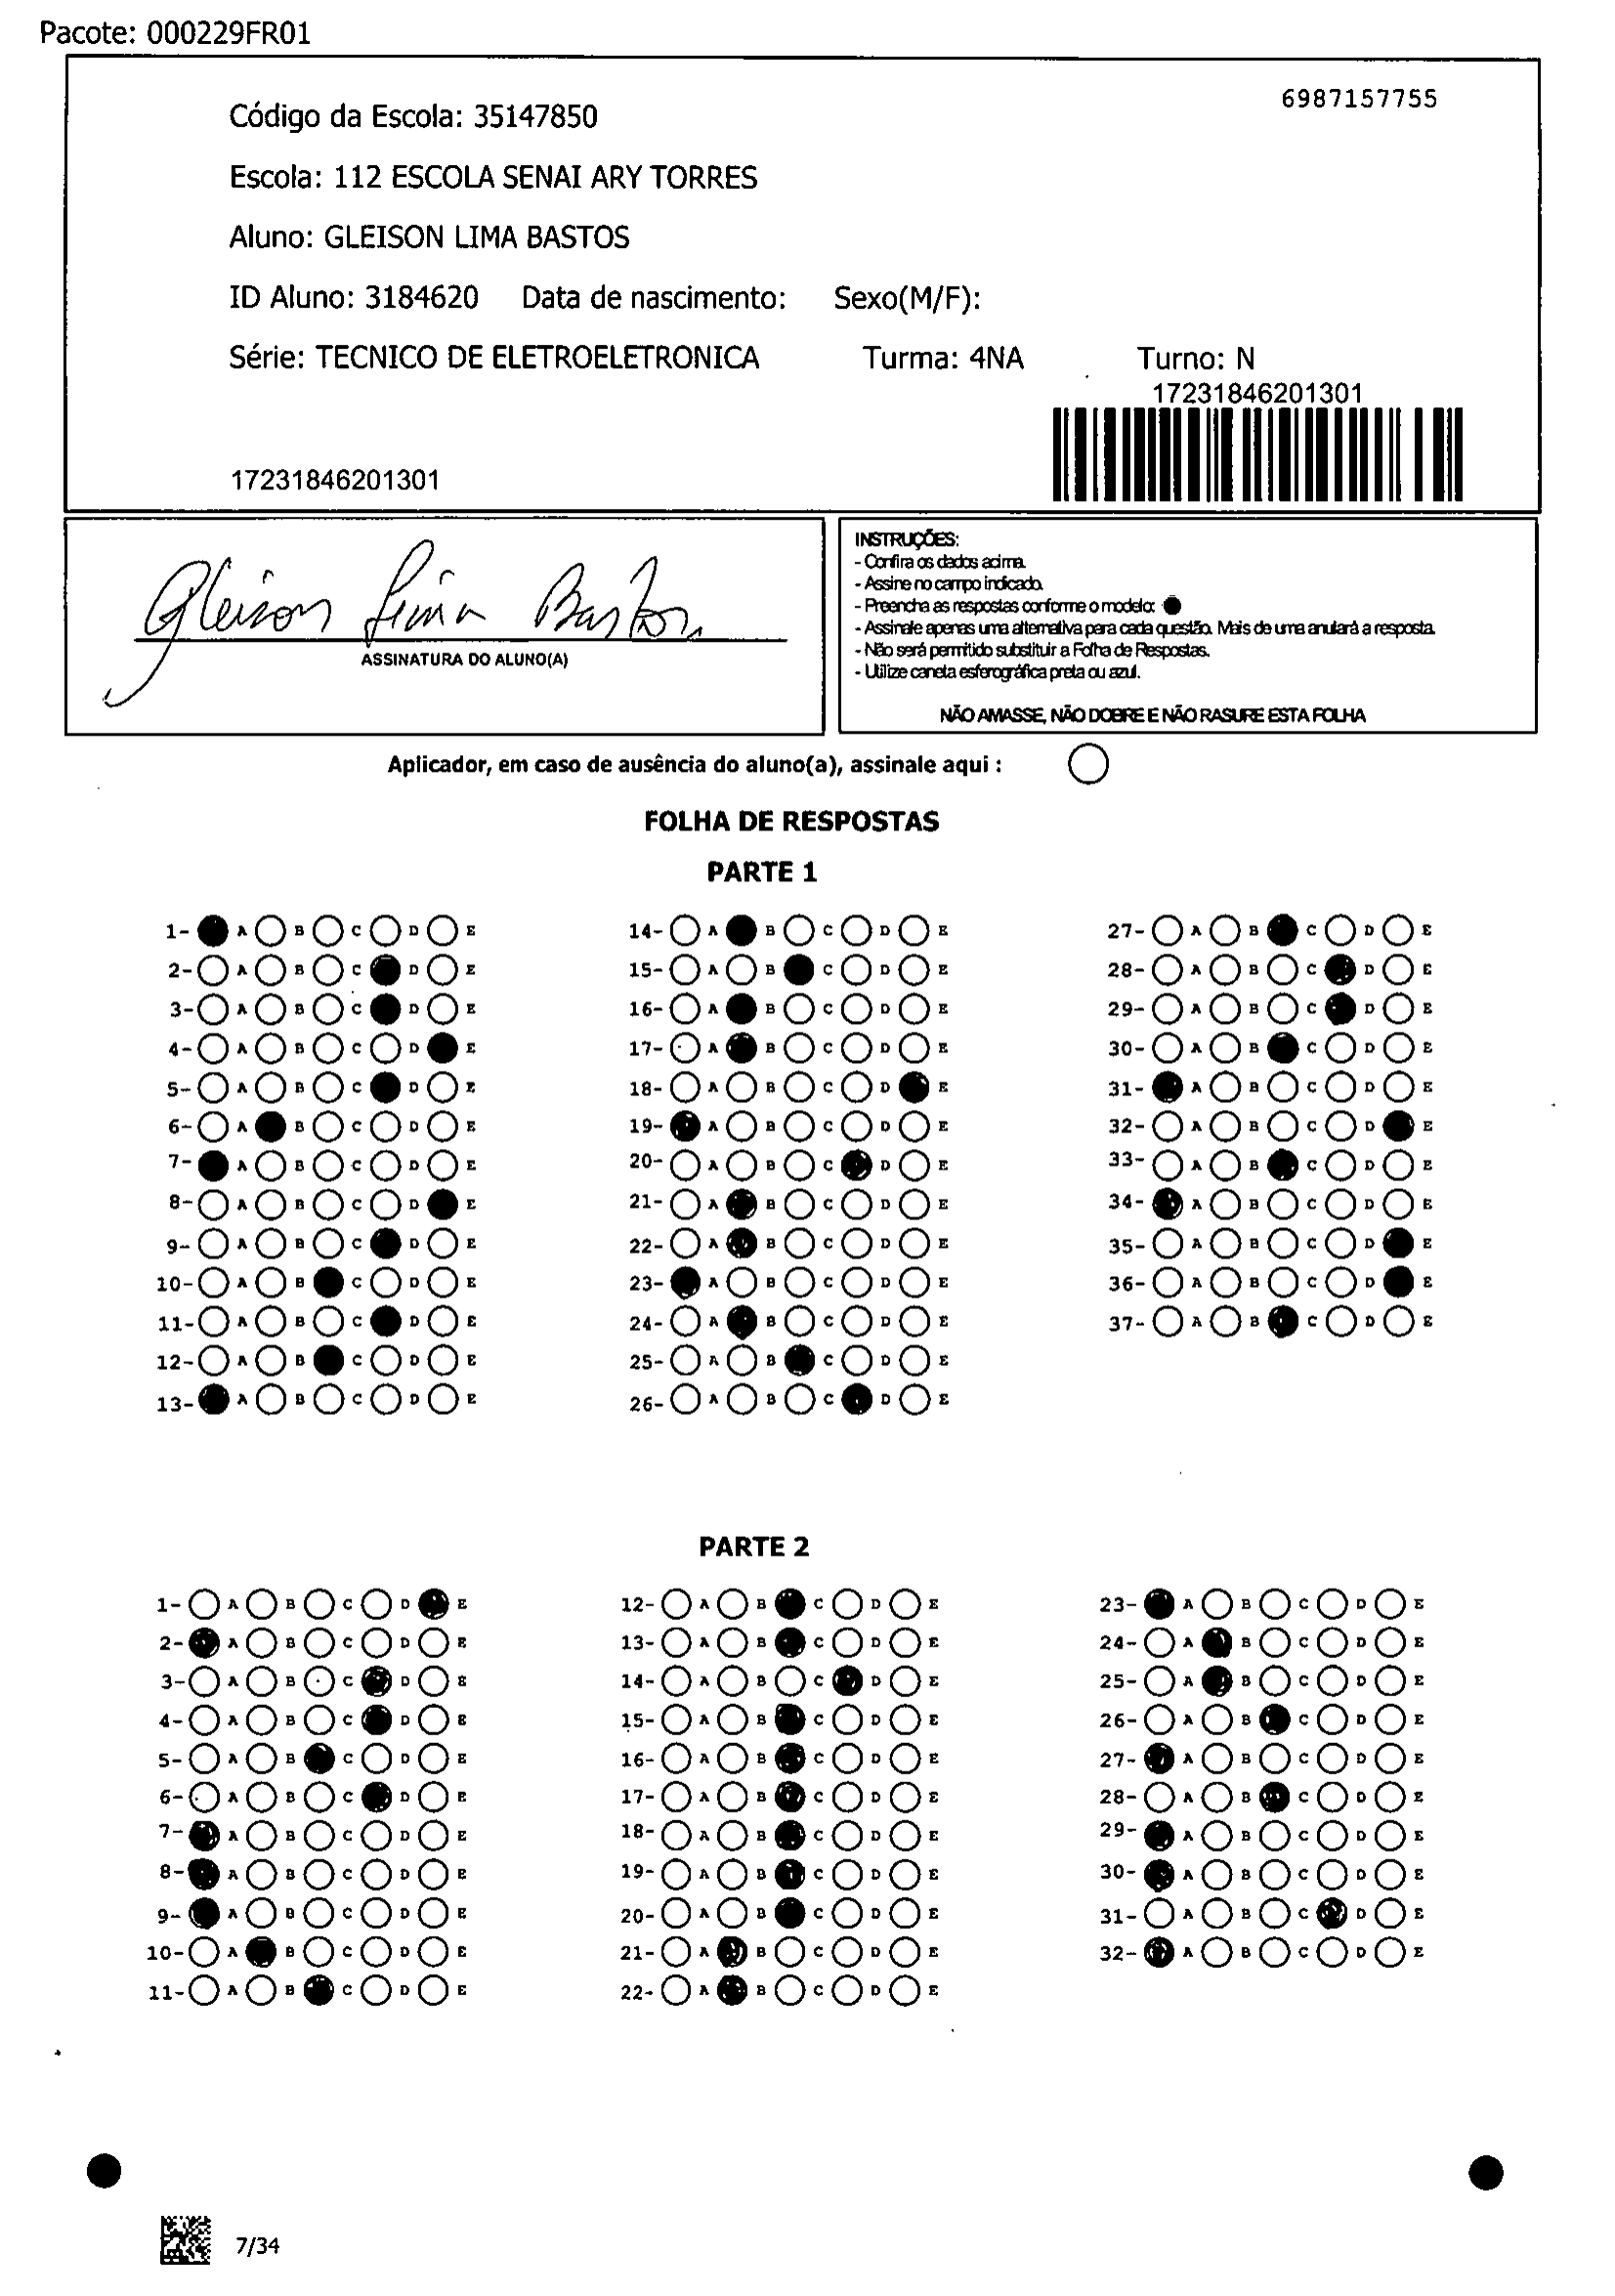 Pacote: 000229FR01
6987157755
Código da Escola: 35147850
Escola: 112 ESCOLA SENAI ARY TORRES
Aluno: GLEISON LIMA BASTOS
ID Aluno: 3184620 Data de nascimento: Sexo(M/F):
Série: TECNICO DE ELETROELETRONICA Turma: 4NA Turno: N
17231846201301
17231846201301
Gleison Lima Bastos
ASSINATURA DO ALUNO(A)
INSTRUÇÕES:
- Confira os dados acima.
- Assine no campo indicado.
- Preencha as respostas conforme o modelo:
- Assinale apenas uma alternativa para cada questão. Mais de uma anulará a resposta.
- Não será permitido substituir a Folha de Respostas.
- Utilize caneta esferográfica preta ou azul.
NÃO AMASSE, NÃO DOBRE E NÃO RASURE ESTA FOLHA
Aplicador, em caso de ausência do aluno(a), assinale aqui :
FOLHA DE RESPOSTAS
PARTE 1
1- A B C D E 14- A B C D E 27- A B C D E
2- A B C D E 15- A B C D E 28- A B C D E
3- A B C D E 16- A B C D E 29- A B C D E
4- A B C D E 17- A B C D E 30- A B C D E
5- A B C D E 18- A B C D E 31- A B C D E
6- A B C D E 19- A B C D E 32- A B C D E
7- A B C D E 20- A B C D E 33- A B C D E
8- A B C D E 21- A B C D E 34- A B C D E
9- A B C D E 22- A B C D E 35- A B C D E
10- A B C D E 23- A B C D E 36- A B C D E
11- A B C D E 24- A B C D E 37- A B C D E
12- A B C D E 25- A B C D E
13- A B C D E 26- A B C D E
PARTE 2
1- A B C D E 12- A B C D E 23- A B C D E
2- A B C D E 13- A B C D E 24- A B C D E
3- A B C D E 14- A B C D E 25- A B C D E
4- A B C D E 15- A B C D E 26- A B C D E
5- A B C D E 16- A B C D E 27- A B C D E
6- A B C D E 17- A B C D E 28- A B C D E
7- A B C D E 18- A B C D E 29- A B C D E
8- A B C D E 19- A B C D E 30- A B C D E
9- A B C D E 20- A B C D E 31- A B C D E
10- A B C D E 21- A B C D E 32- A B C D E
11- A B C D E 22- A B C D E
7/34